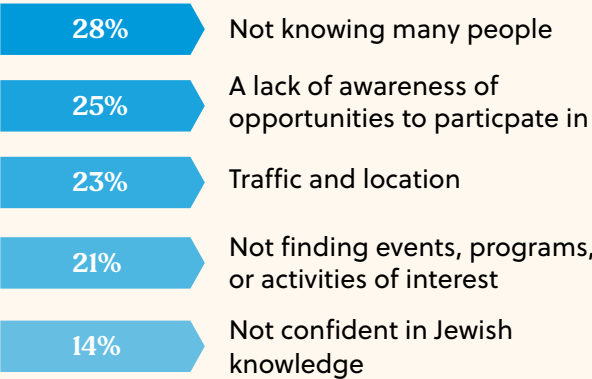 28% Not knowing many people
25% A lack of awareness of
opportunities to particpate in
23% Traffic and location
21% Not finding events, programs,
or activities of interest
14% Not confident in Jewish
knowledge